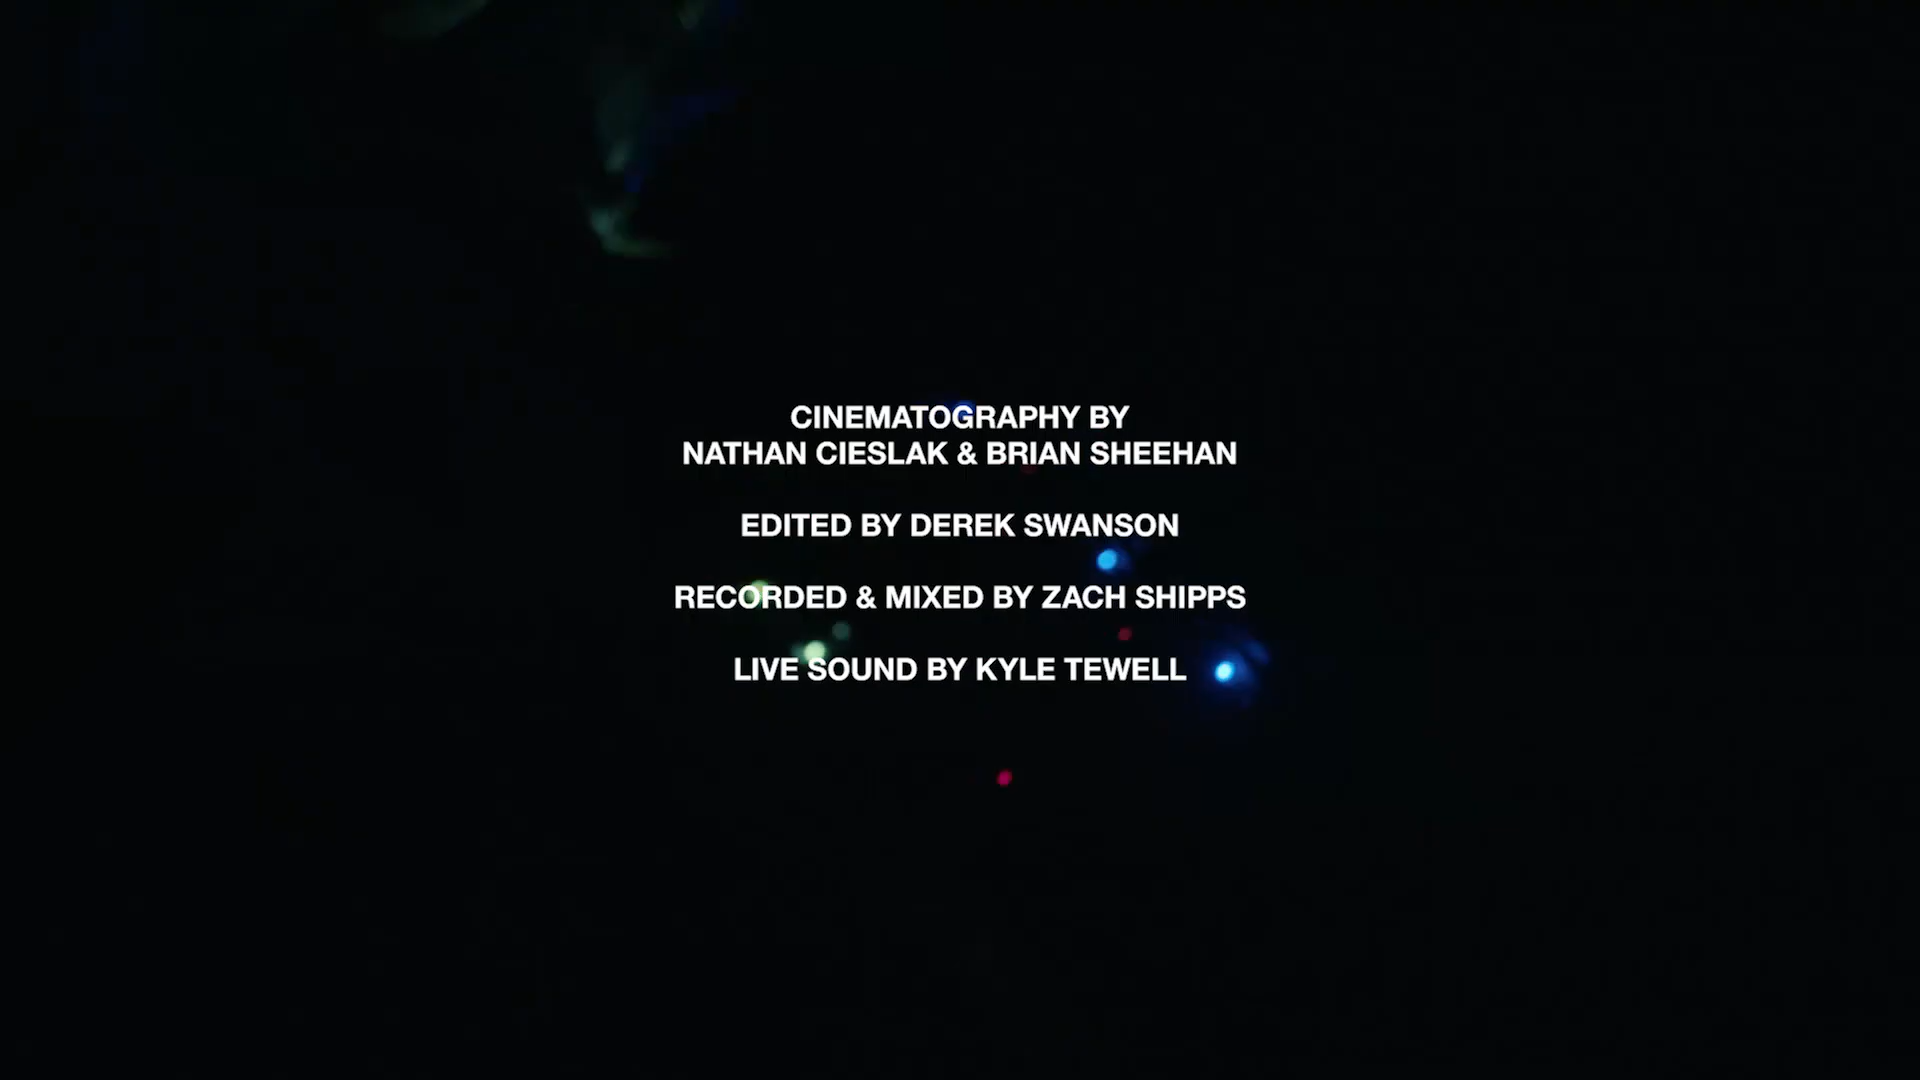 CINEMATOGRAPHY BY
NATHAN CIESLAK & BRIAN SHEEHAN
EDITED BY DEREK SWANSON
RECORDED & MIXED BY ZACH SHIPPS
LIVE SOUND BY KYLE TEWELL